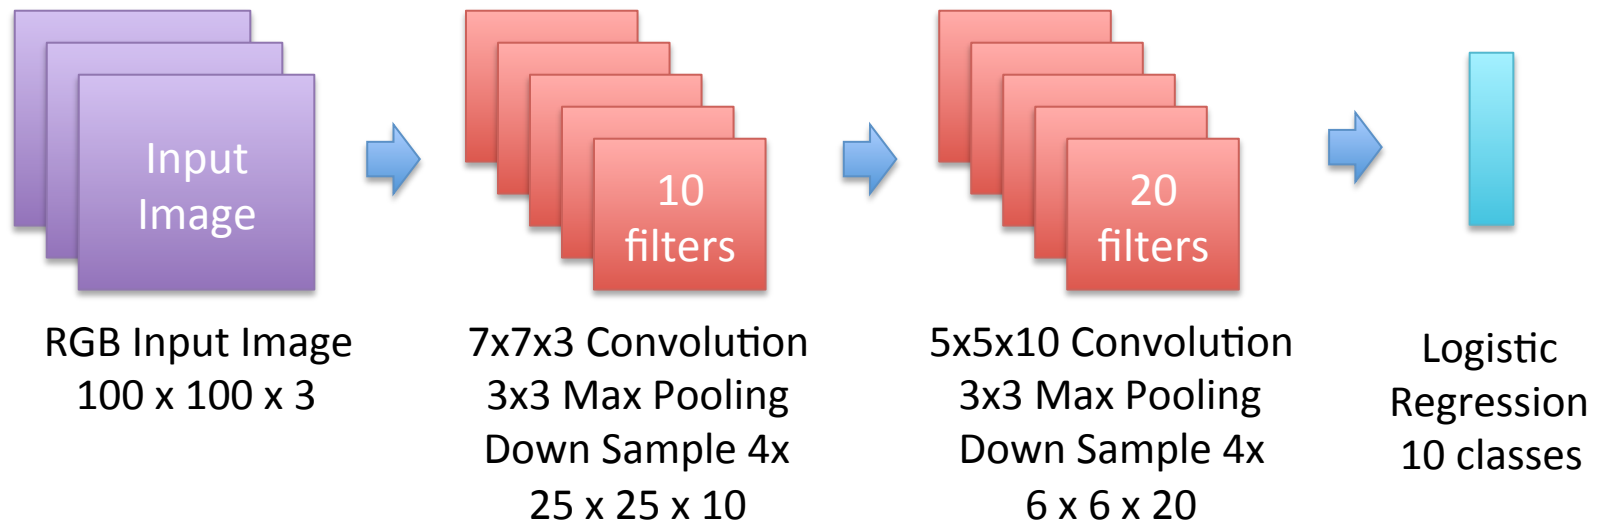 Input
Image
RGB Input Image
100 x 100 x 3
10
filters
7x7x3 Convolution
3x3 Max Pooling
Down Sample 4x
25 x 25 x 10
20
filters
5x5x10 Convolution
3x3 Max Pooling
Down Sample 4x
6 x 6 x 20
Logistic
Regression
10 classes